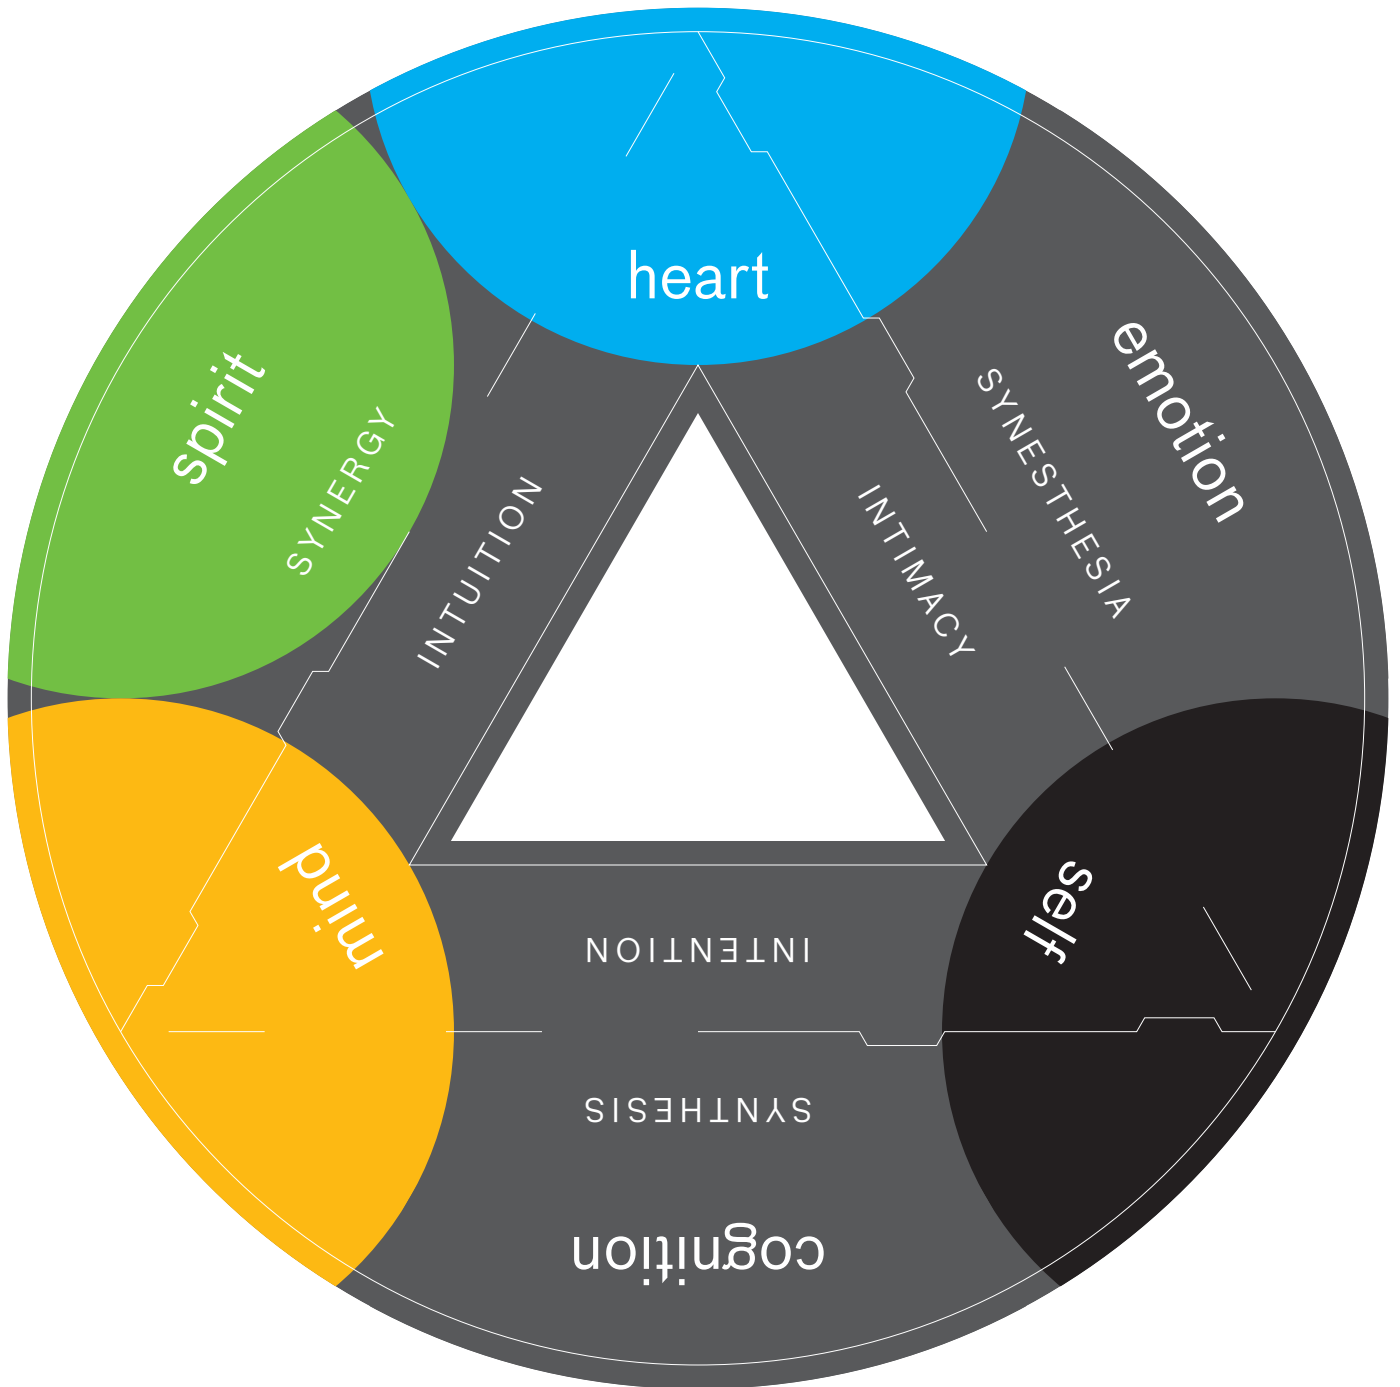 heart
emotion
SYNESTHESIA
INTIMACY
self
INTENTION
SYNTHESIS
cognition
mind
spirit
SYNERGY
INTUITION